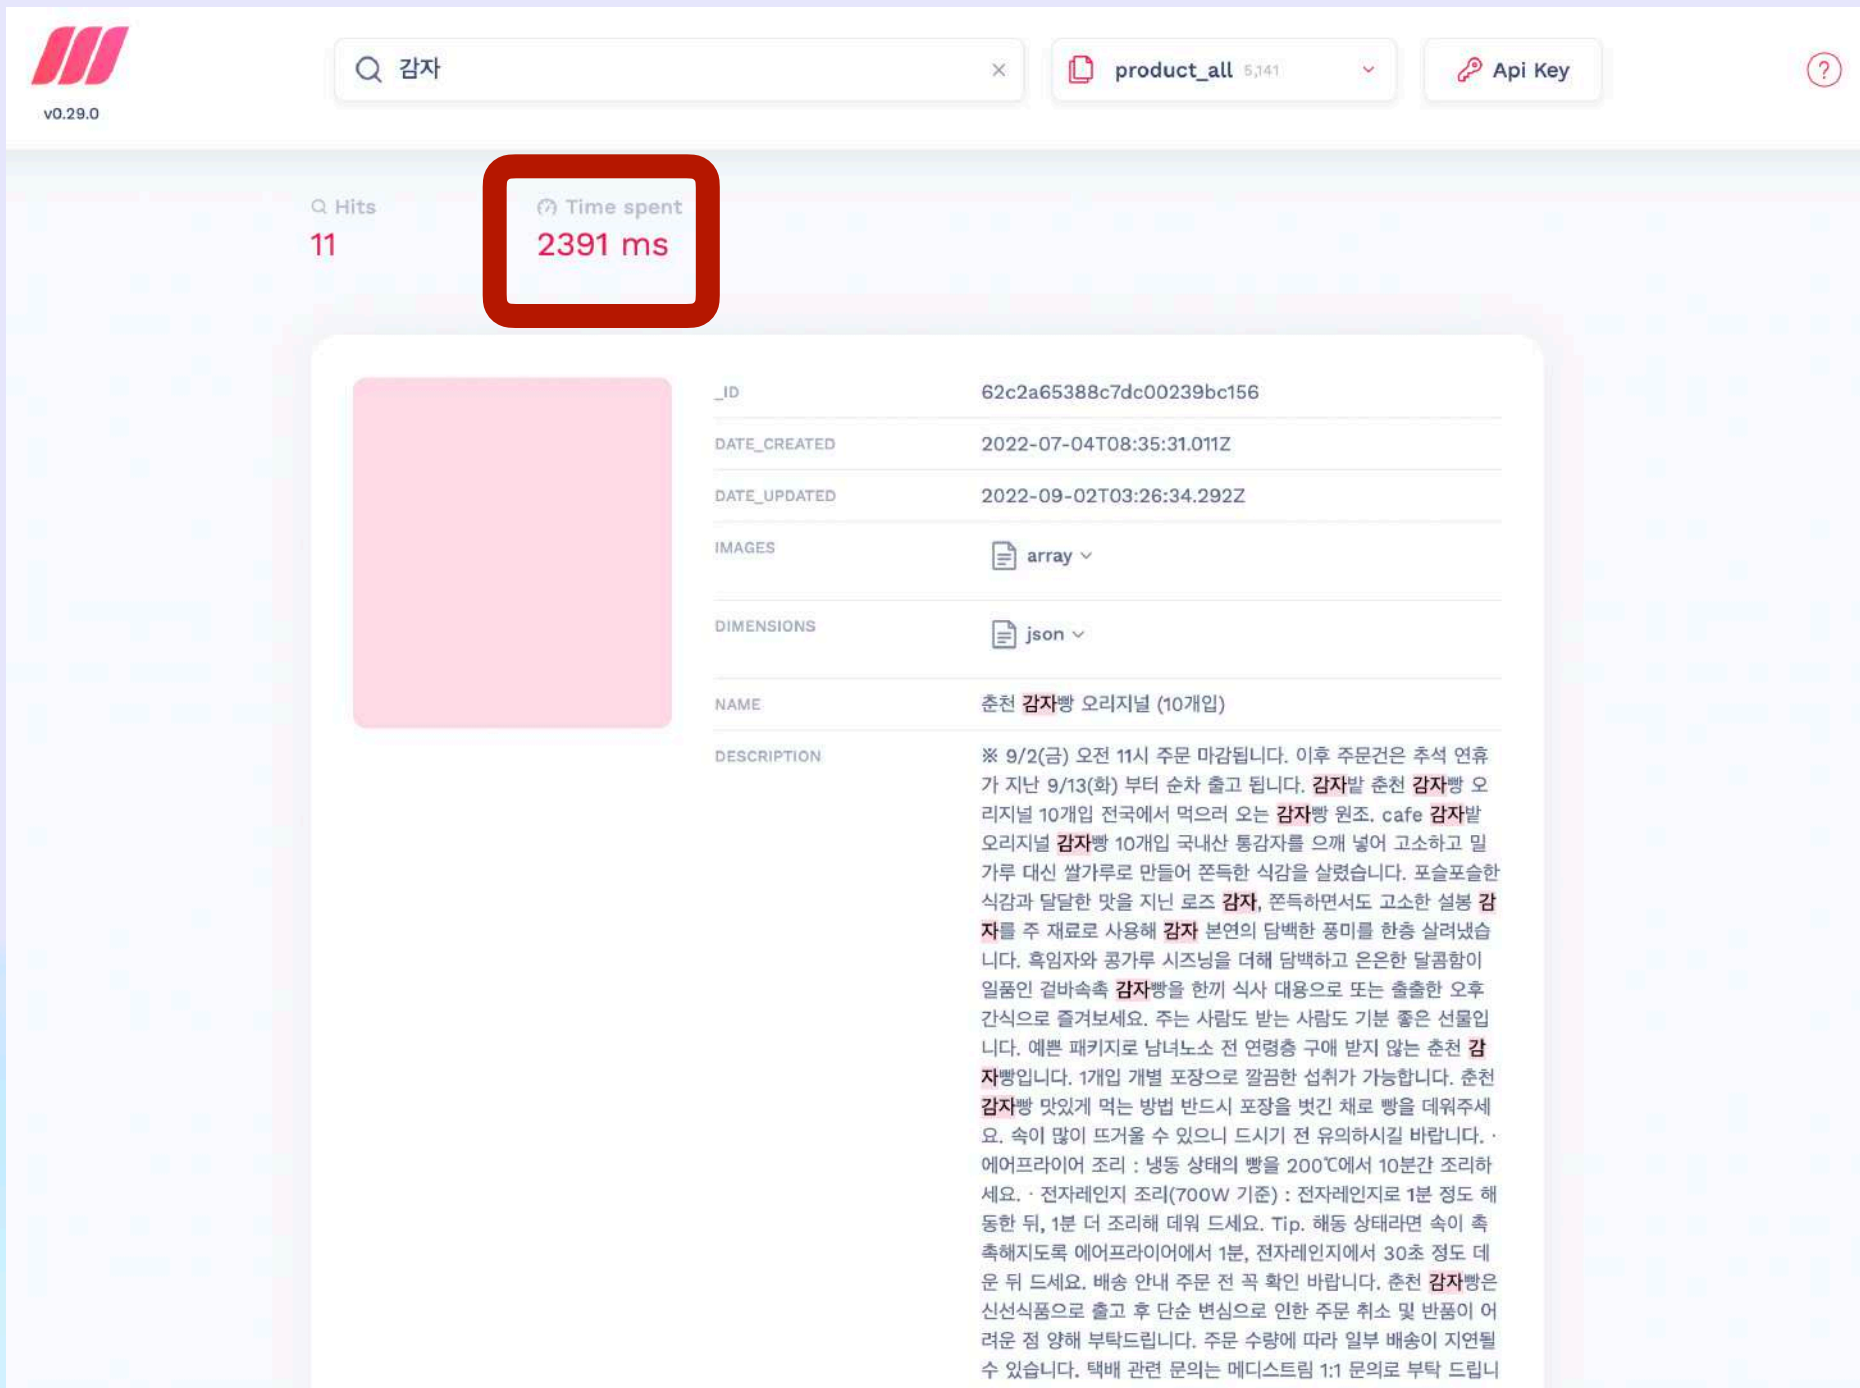 감자
product_all 5,141
Api Key
?
v0.29.0
Hits
11
Time spent
2391 ms
_ID 62c2a65388c7dc00239bc156
DATE_CREATED 2022-07-04T08:35:31.011Z
DATE_UPDATED 2022-09-02T03:26:34.292Z
IMAGES array
DIMENSIONS json
NAME 춘천 감자빵 오리지널 (10개입)
DESCRIPTION ※ 9/2(금) 오전 11시 주문 마감됩니다. 이후 주문건은 추석 연휴
가 지난 9/13(화) 부터 순차 출고 됩니다. 감자밭 춘천 감자빵 오
리지널 10개입 전국에서 먹으러 오는 감자빵 원조, cafe 감자밭
오리지널 감자빵 10개입 국내산 통감자를 으깨 넣어 고소하고 밀
가루 대신 쌀가루로 만들어 쫀득한 식감을 살렸습니다. 포슬포슬한
식감과 달달한 맛을 지닌 로즈 감자, 쫀득하면서도 고소한 설봉 감
자를 주 재료로 사용해 감자 본연의 담백한 풍미를 한층 살려냈습
니다. 흑임자와 콩가루 시즈닝을 더해 담백하고 은은한 달콤함이
일품인 겉바속촉 감자빵을 한끼 식사 대용으로 또는 출출한 오후
간식으로 즐겨보세요. 주는 사람도 받는 사람도 기분 좋은 선물입
니다. 예쁜 패키지로 남녀노소 전 연령층 구애 받지 않는 춘천 감
자빵입니다. 1개입 개별 포장으로 깔끔한 섭취가 가능합니다. 춘천
감자빵 맛있게 먹는 방법 반드시 포장을 벗긴 채로 빵을 데워주세
요. 속이 많이 뜨거울 수 있으니 드시기 전 유의하시길 바랍니다. ·
에어프라이어 조리 : 냉동 상태의 빵을 200℃에서 10분간 조리하
세요. · 전자레인지 조리(700W 기준) : 전자레인지로 1분 정도 해
동한 뒤, 1분 더 조리해 데워 드세요. Tip. 해동 상태라면 속이 촉
촉해지도록 에어프라이어에서 1분, 전자레인지에서 30초 정도 데
운 뒤 드세요. 배송 안내 주문 전 꼭 확인 바랍니다. 춘천 감자빵은
신선식품으로 출고 후 단순 변심으로 인한 주문 취소 및 반품이 어
려운 점 양해 부탁드립니다. 주문 수량에 따라 일부 배송이 지연될
수 있습니다. 택배 관련 문의는 메디스트림 1:1 문의로 부탁 드립니